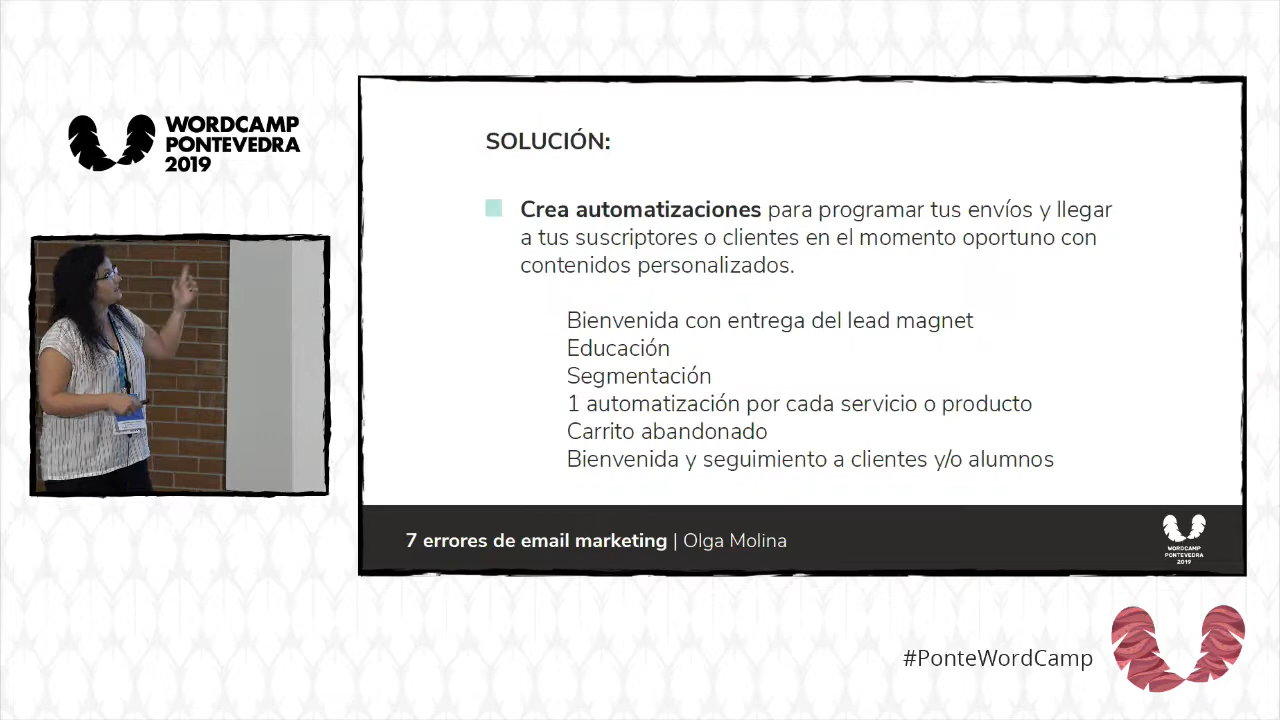 WORDCAMP
PONTEVEDRA
2019
SOLUCIÓN:
Crea automatizaciones para programar tus envíos y llegar
a tus suscriptores o clientes en el momento oportuno con
contenidos personalizados.
Bienvenida con entrega del lead magnet
Educación
Segmentación
1 automatización por cada servicio o producto
Carrito abandonado
Bienvenida y seguimiento a clientes y/o alumnos
7 errores de email marketing | Olga Molina
WORDCAMP
PONTEVEDRA
2019
#PonteWordCamp